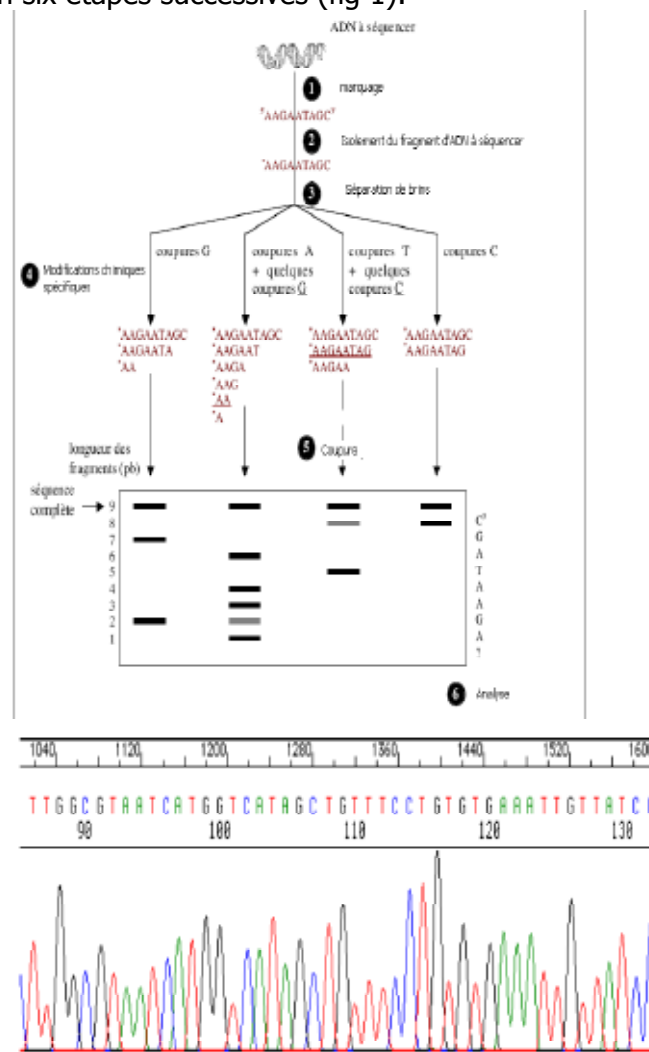 n six étapes successives (fig 1).
ADN à séquencer
1 marquage
*AAGAATAGC*
2 Isolement du fragment d'ADN à séquencer
*AAGAATAGC
3 Séparation de brins
4 Modifications chimiques
spécifiques
coupures G
coupures A
+ quelques
coupures G
coupures T
+ quelques
coupures C
coupures C
*AAGAATAGC
*AAGAATA
*AA
*AAGAATAGC
*AAGAAT
*AAGA
*AAG
*AA
*A
*AAGAATAGC
*AAGAATAG
*AAGAA
*AAGAATAGC
*AAGAATAG
5 Coupure
longueur des
fragments (pb)
séquence
complète
9
8
7
6
5
4
3
2
1
C
G
A
T
A
A
G
A
?
6 Analyse
1040 1120 1200 1280 1360 1440 1520 1600
TTGGCGTAATCATGGTCATAGCTGTTTCCTGTGTGAAATTGTTATCC
90 100 110 120 130